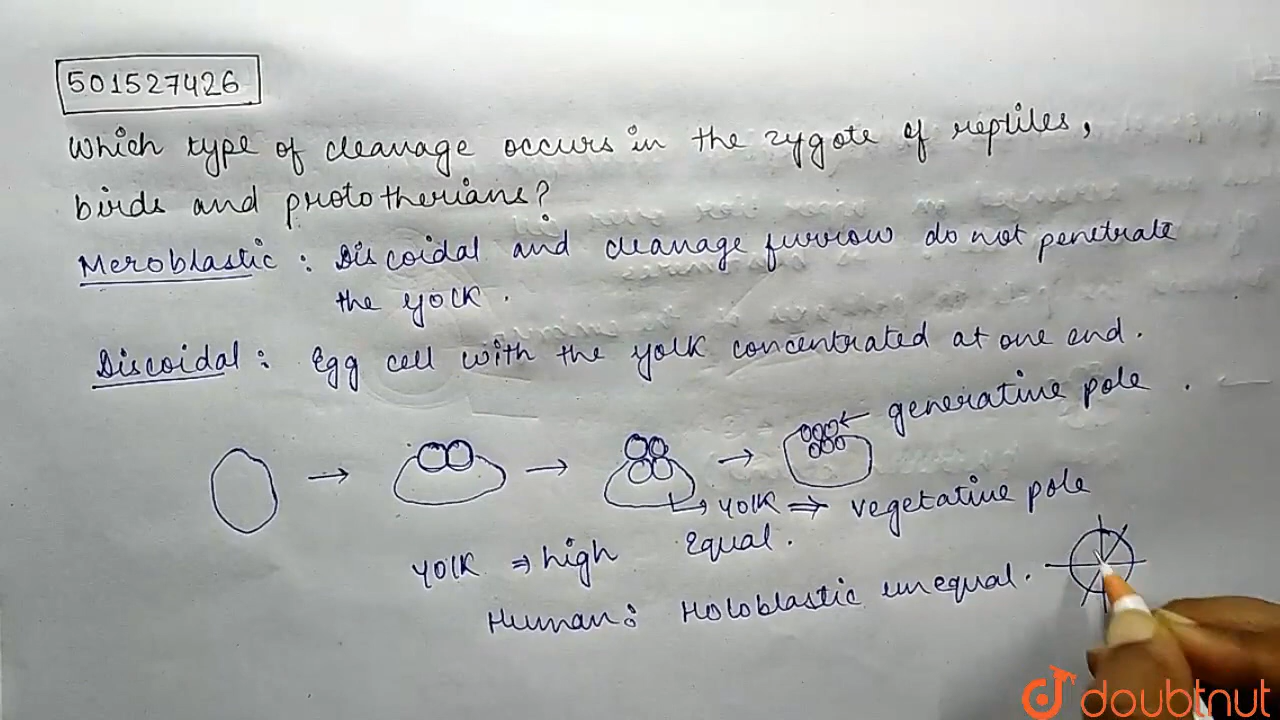 501527426
Which type of cleavage occurs in the zygote of reptiles,
birds and prototherians?
Meroblastic : Discoidal and cleavage furrow do not penetrate
the yolk.
Discoidal : Egg cell with the yolk concentrated at one end.
generative pole .
yolk ⇒ vegetative pole
yolk ⇒ high Equal.
Human : Holoblastic unequal.
doubtnut